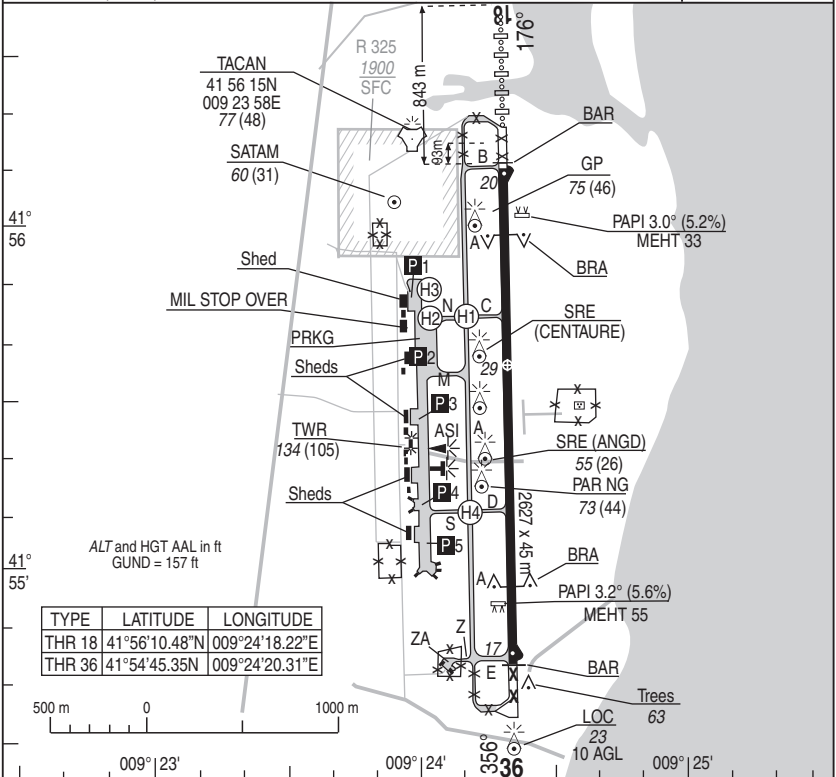 18
176°
R 325
1900
SFC
TACAN
41 56 15N
009 23 58E
77 (48)
843 m
93m
BAR
SATAM
60 (31)
B
GP
75 (46)
20
41°
56
PAPI 3.0° (5.2%)
MEHT 33
A
BRA
Shed
P1
H3
MIL STOP OVER
N
C
H2
H1
SRE
(CENTAURE)
PRKG
P2
29
Sheds
M
P3
TWR
134 (105)
ASI
A
SRE (ANGD)
55 (26)
PAR NG
73 (44)
Sheds
P4
D
H4
S
2627 x 45 m
P5
ALT and HGT AAL in ft
GUND = 157 ft
41°
55'
BRA
A
PAPI 3.2° (5.6%)
MEHT 55
TYPE LATITUDE LONGITUDE
THR 18 41°56'10.48"N 009°24'18.22"E
THR 36 41°54'45.35N 009°24'20.31"E
ZA
Z
17
E
BAR
Trees
63
500 m 0 1000 m
LOC
23
10 AGL
356°
36
009°23' 009°24' 009°25'